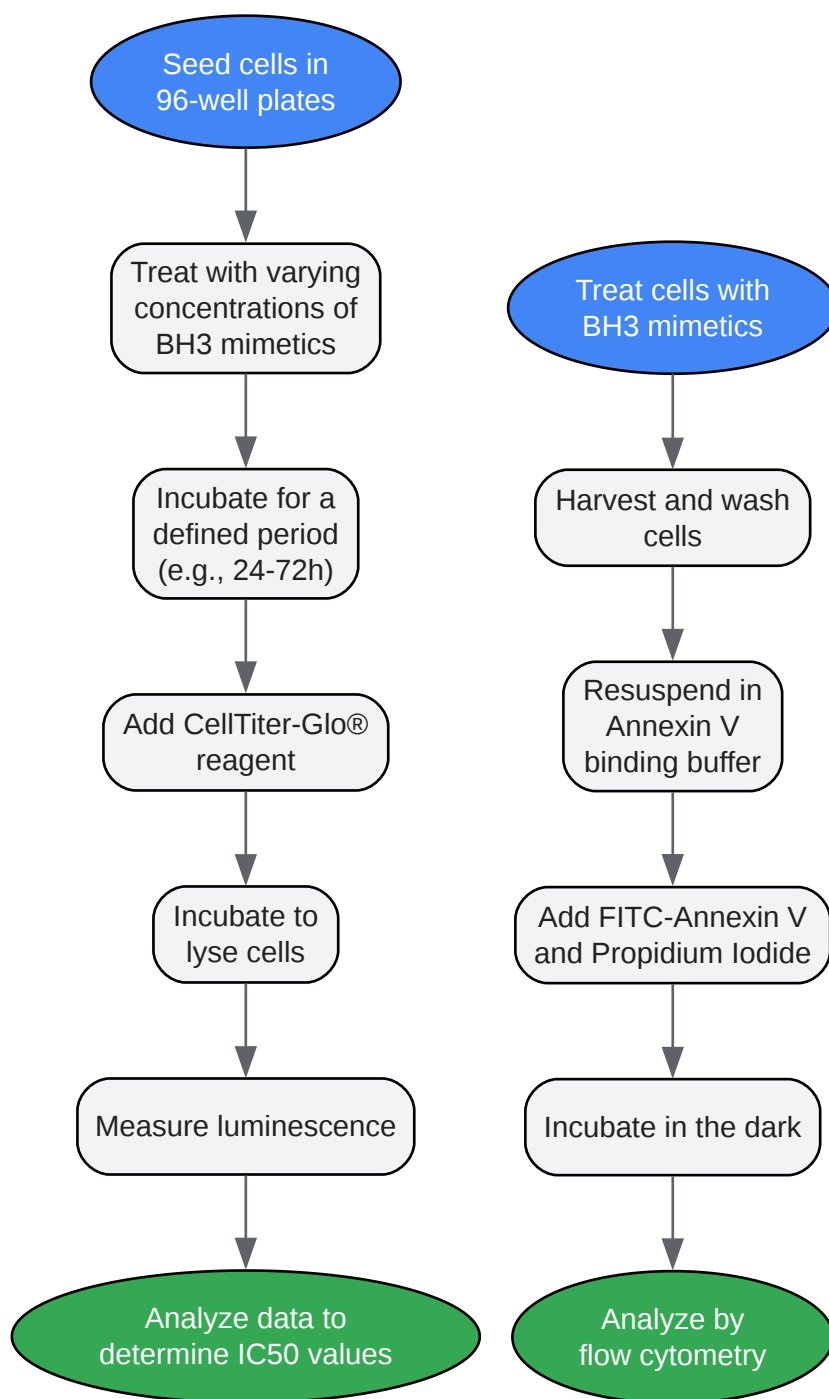 Seed cells in
96-well plates
Treat with varying
concentrations of
BH3 mimetics
Incubate for a
defined period
(e.g., 24-72h)
Add CellTiter-Glo®
reagent
Incubate to
lyse cells
Measure luminescence
Analyze data to
determine IC50 values
Treat cells with
BH3 mimetics
Harvest and wash
cells
Resuspend in
Annexin V
binding buffer
Add FITC-Annexin V
and Propidium Iodide
Incubate in the dark
Analyze by
flow cytometry